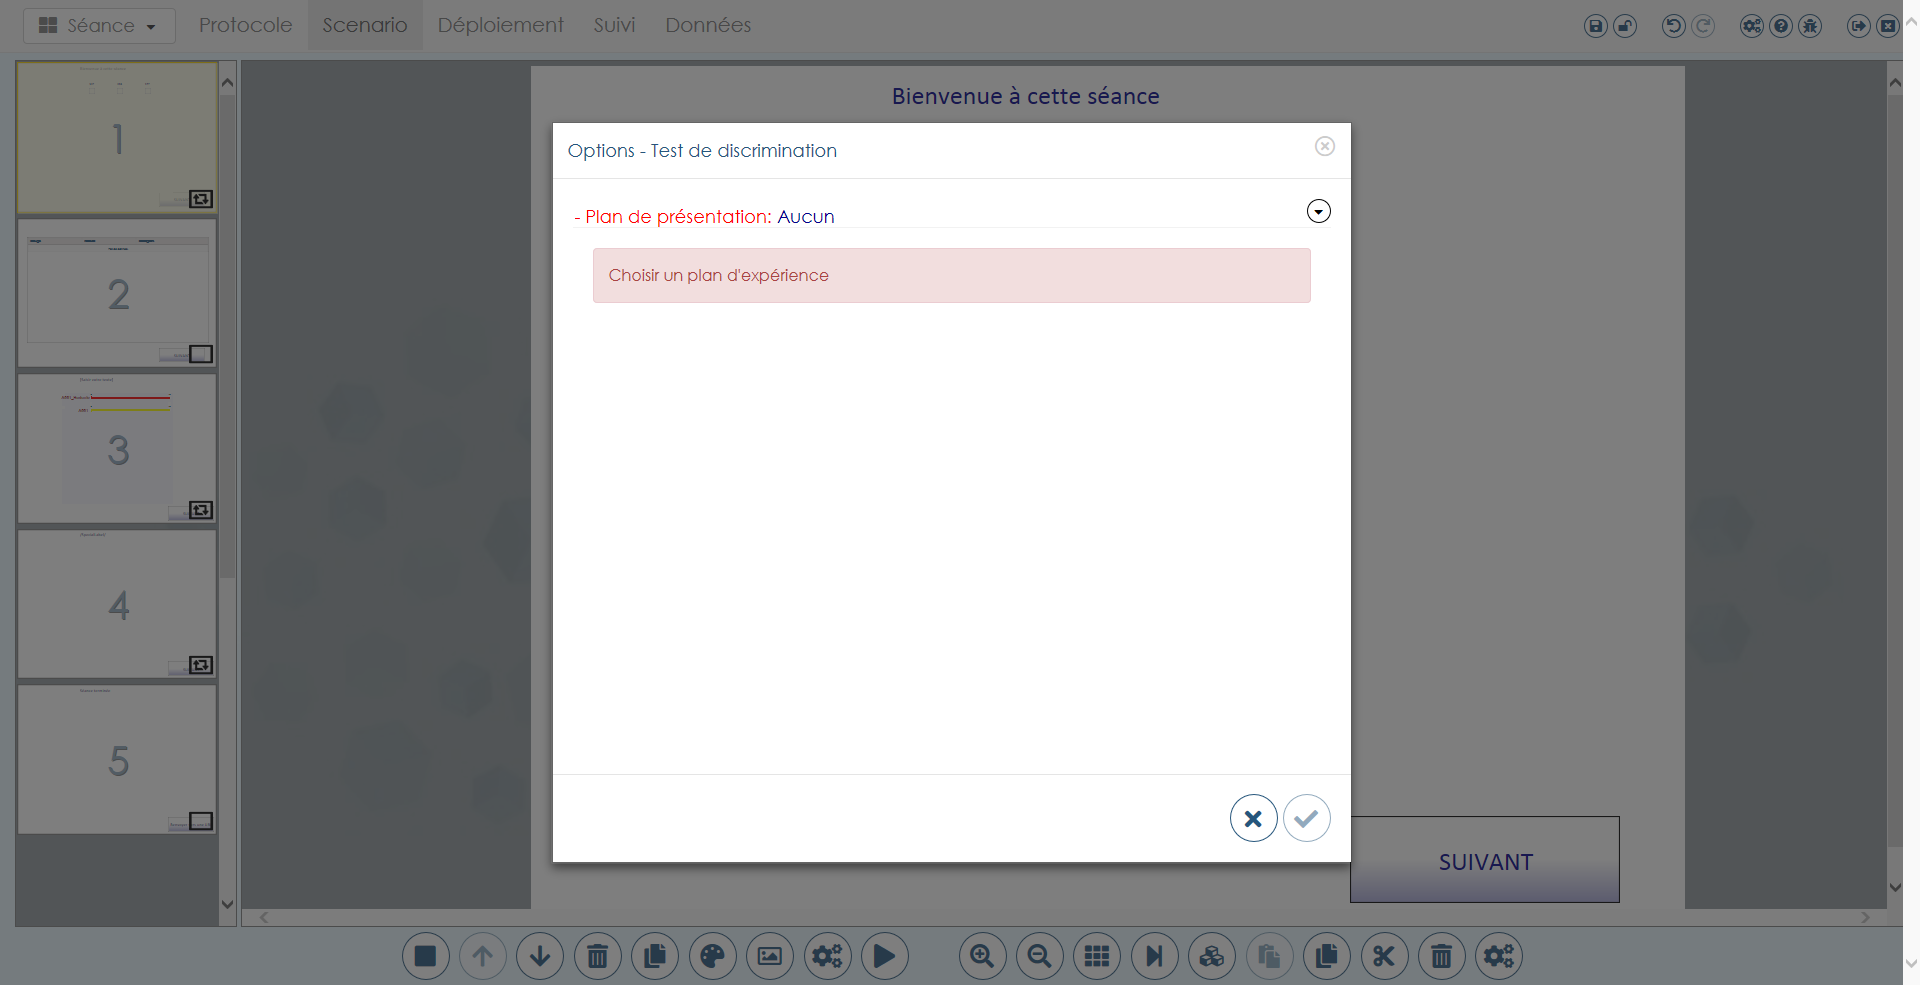 Séance
Protocole
Scenario
Déploiement
Suivi
Données
1
2
3
4
5
Bienvenue à cette séance
Options - Test de discrimination
- Plan de présentation: Aucun
Choisir un plan d'expérience
SUIVANT